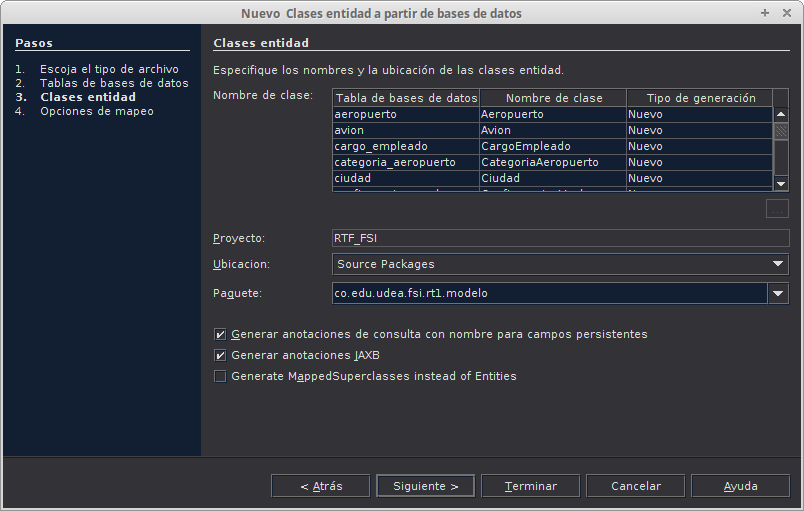 Nuevo Clases entidad a partir de bases de datos
Pasos
1. Escoja el tipo de archivo
2. Tablas de bases de datos
3. Clases entidad
4. Opciones de mapeo
Clases entidad
Especifique los nombres y la ubicación de las clases entidad.
Nombre de clase:
Tabla de bases de datos Nombre de clase Tipo de generación
aeropuerto Aeropuerto Nuevo
avion Avion Nuevo
cargo_empleado CargoEmpleado Nuevo
categoria_aeropuerto CategoriaAeropuerto Nuevo
ciudad Ciudad Nuevo
...
Proyecto: RTF_FSI
Ubicacion: Source Packages
Paquete: co.edu.udea.fsi.rt1.modelo
Generar anotaciones de consulta con nombre para campos persistentes
Generar anotaciones JAXB
Generate MappedSuperclasses instead of Entities
< Atrás Siguiente > Terminar Cancelar Ayuda